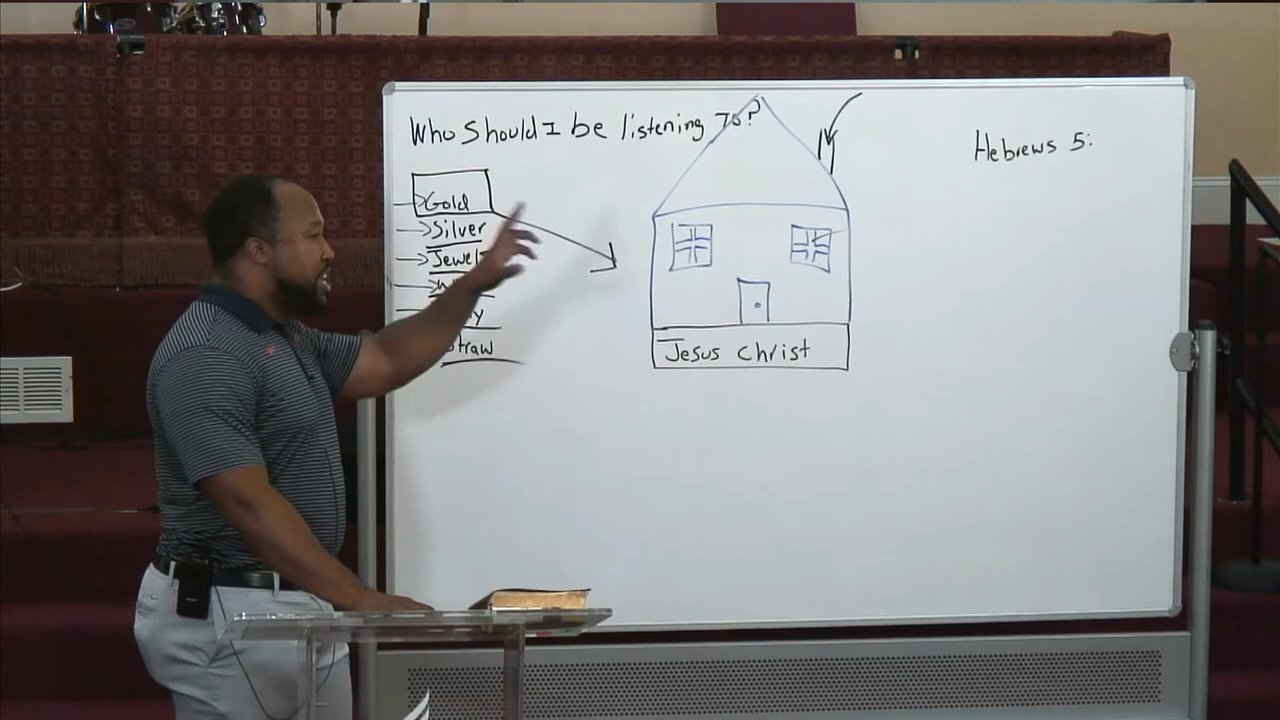 Who should I be listening To?
Hebrews 5:
Gold
Silver
Jewel
Straw
Jesus Christ